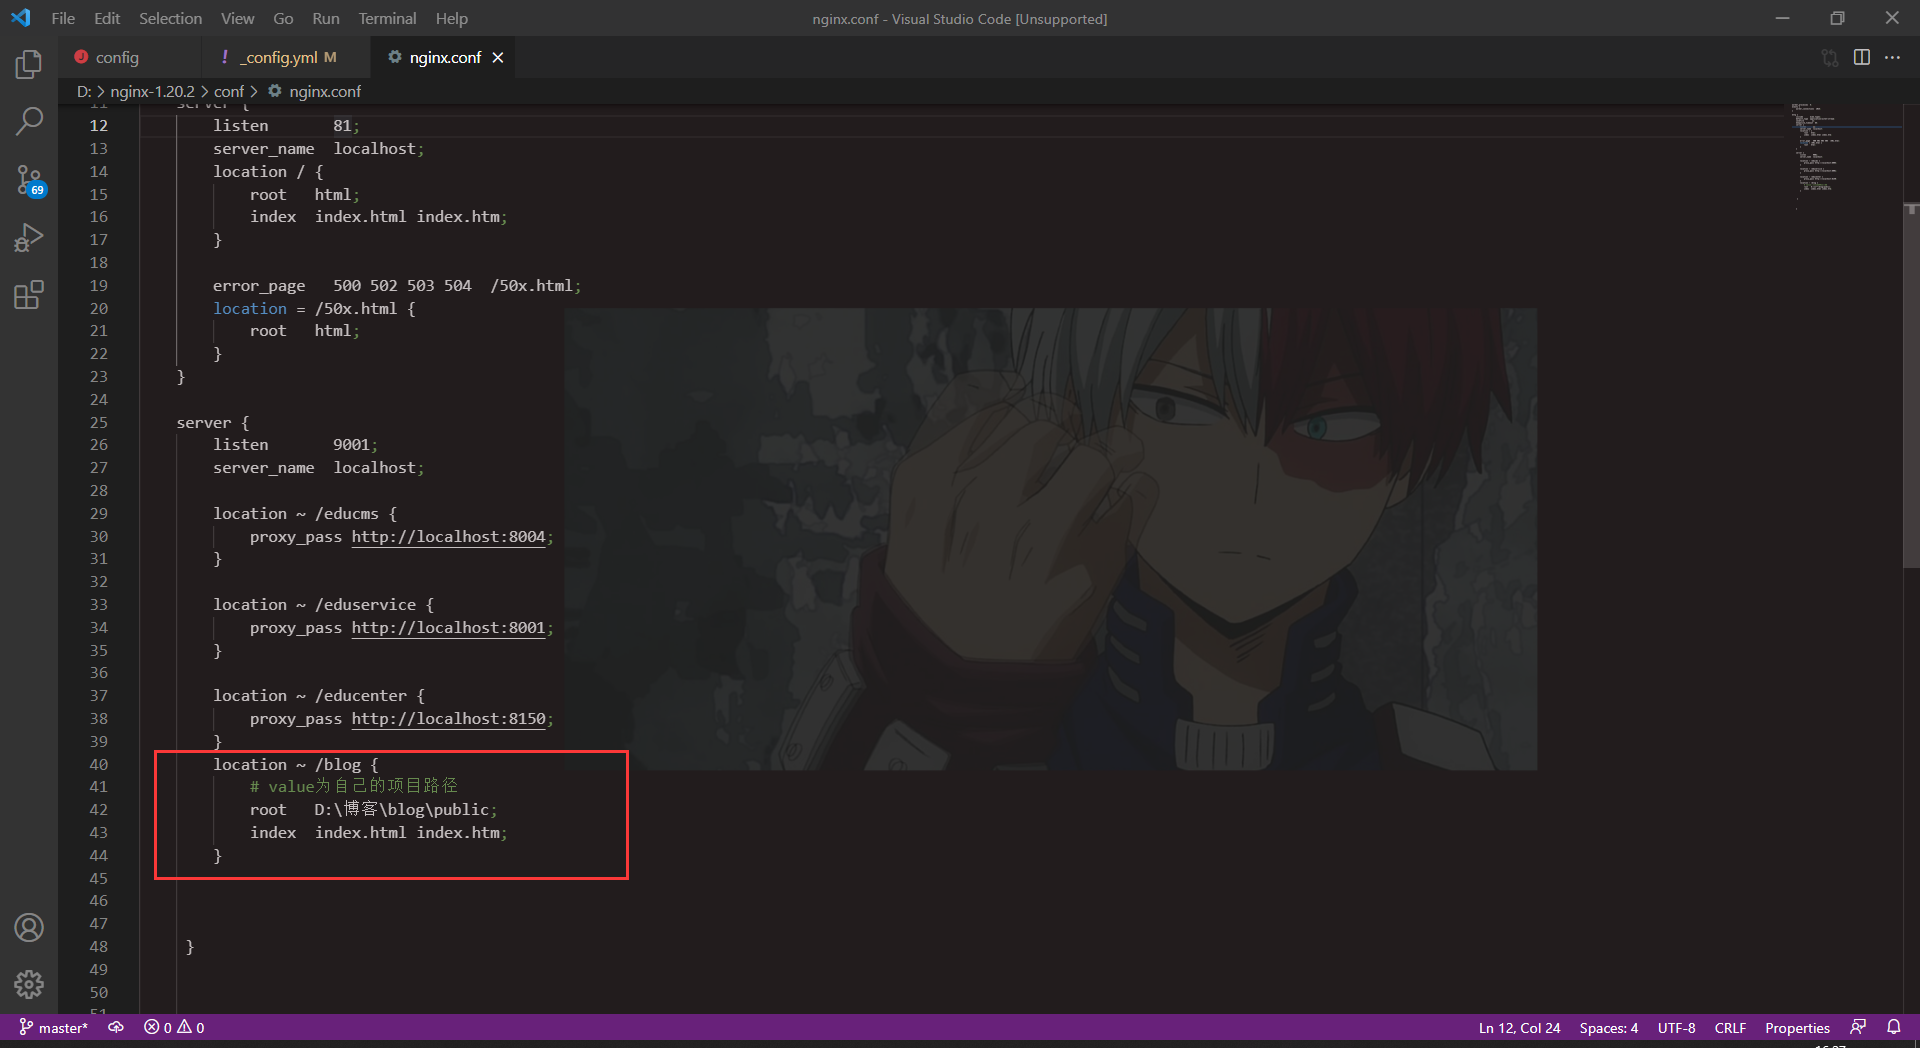 File Edit Selection View Go Run Terminal Help
nginx.conf - Visual Studio Code [Unsupported]
config
! _config.yml M
nginx.conf
D: > nginx-1.20.2 > conf > nginx.conf
11 server {
12 listen       81;
13 server_name  localhost;
14 location / {
15 root   html;
16 index  index.html index.htm;
17 }
18
19 error_page   500 502 503 504  /50x.html;
20 location = /50x.html {
21 root   html;
22 }
23 }
24
25 server {
26 listen       9001;
27 server_name  localhost;
28
29 location ~ /educms {
30 proxy_pass http://localhost:8004;
31 }
32
33 location ~ /eduservice {
34 proxy_pass http://localhost:8001;
35 }
36
37 location ~ /educenter {
38 proxy_pass http://localhost:8150;
39 }
40 location ~ /blog {
41 # value为自己的项目路径
42 root   D:\博客\blog\public;
43 index  index.html index.htm;
44 }
45
46
47
48 }
49
50
51
69
master*
0 0
Ln 12, Col 24
Spaces: 4
UTF-8
CRLF
Properties